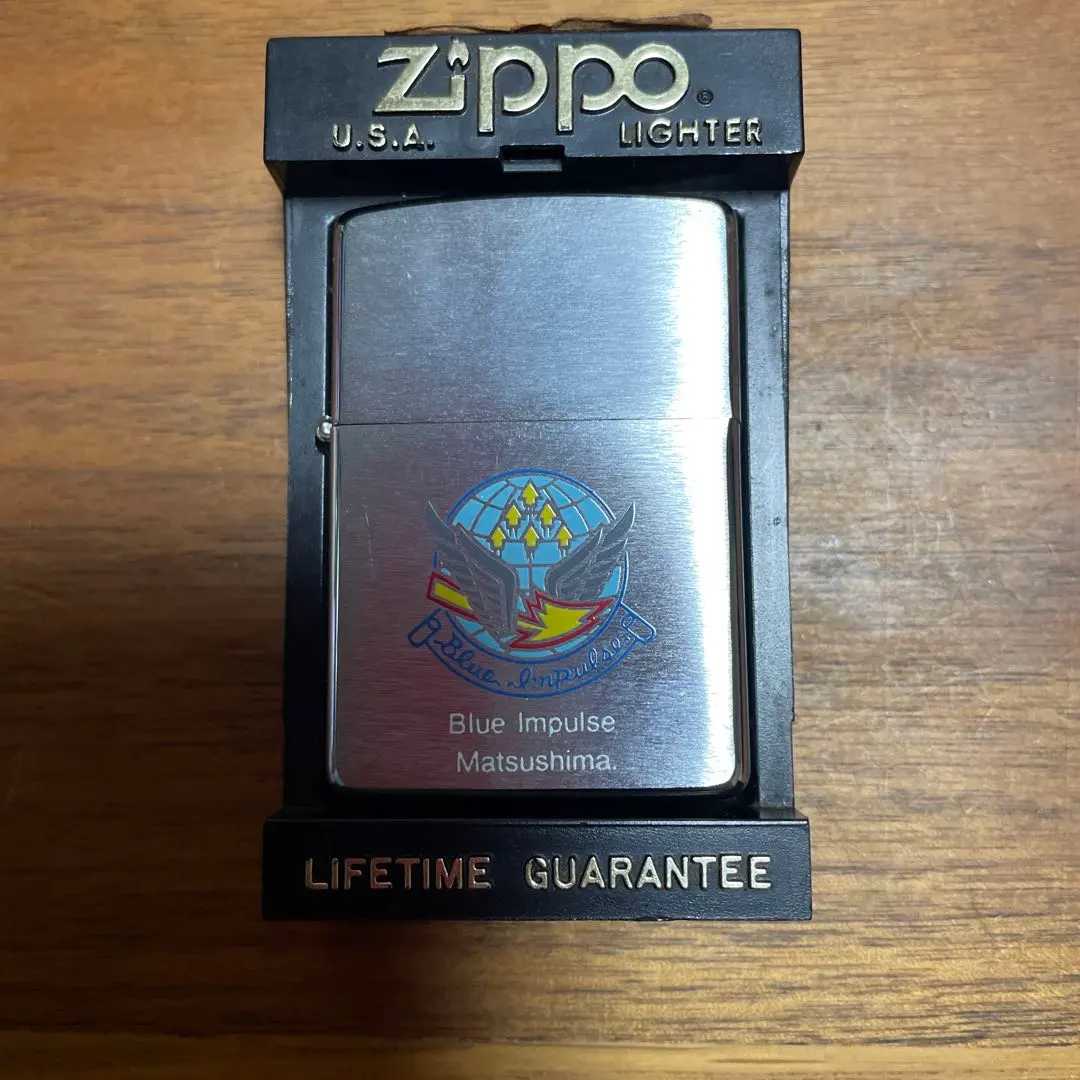 Zippo®
U.S.A. LIGHTER
Blue Impulse
Blue Impulse
Matsushima.
LIFETIME GUARANTEE